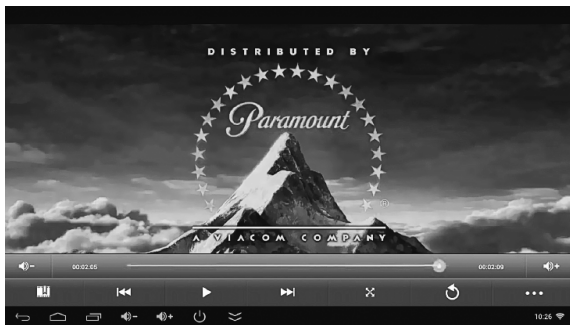 DISTRIBUTED BY
Paramount
®
A VIACOM COMPANY
00:02:05
00:02:09
10:26